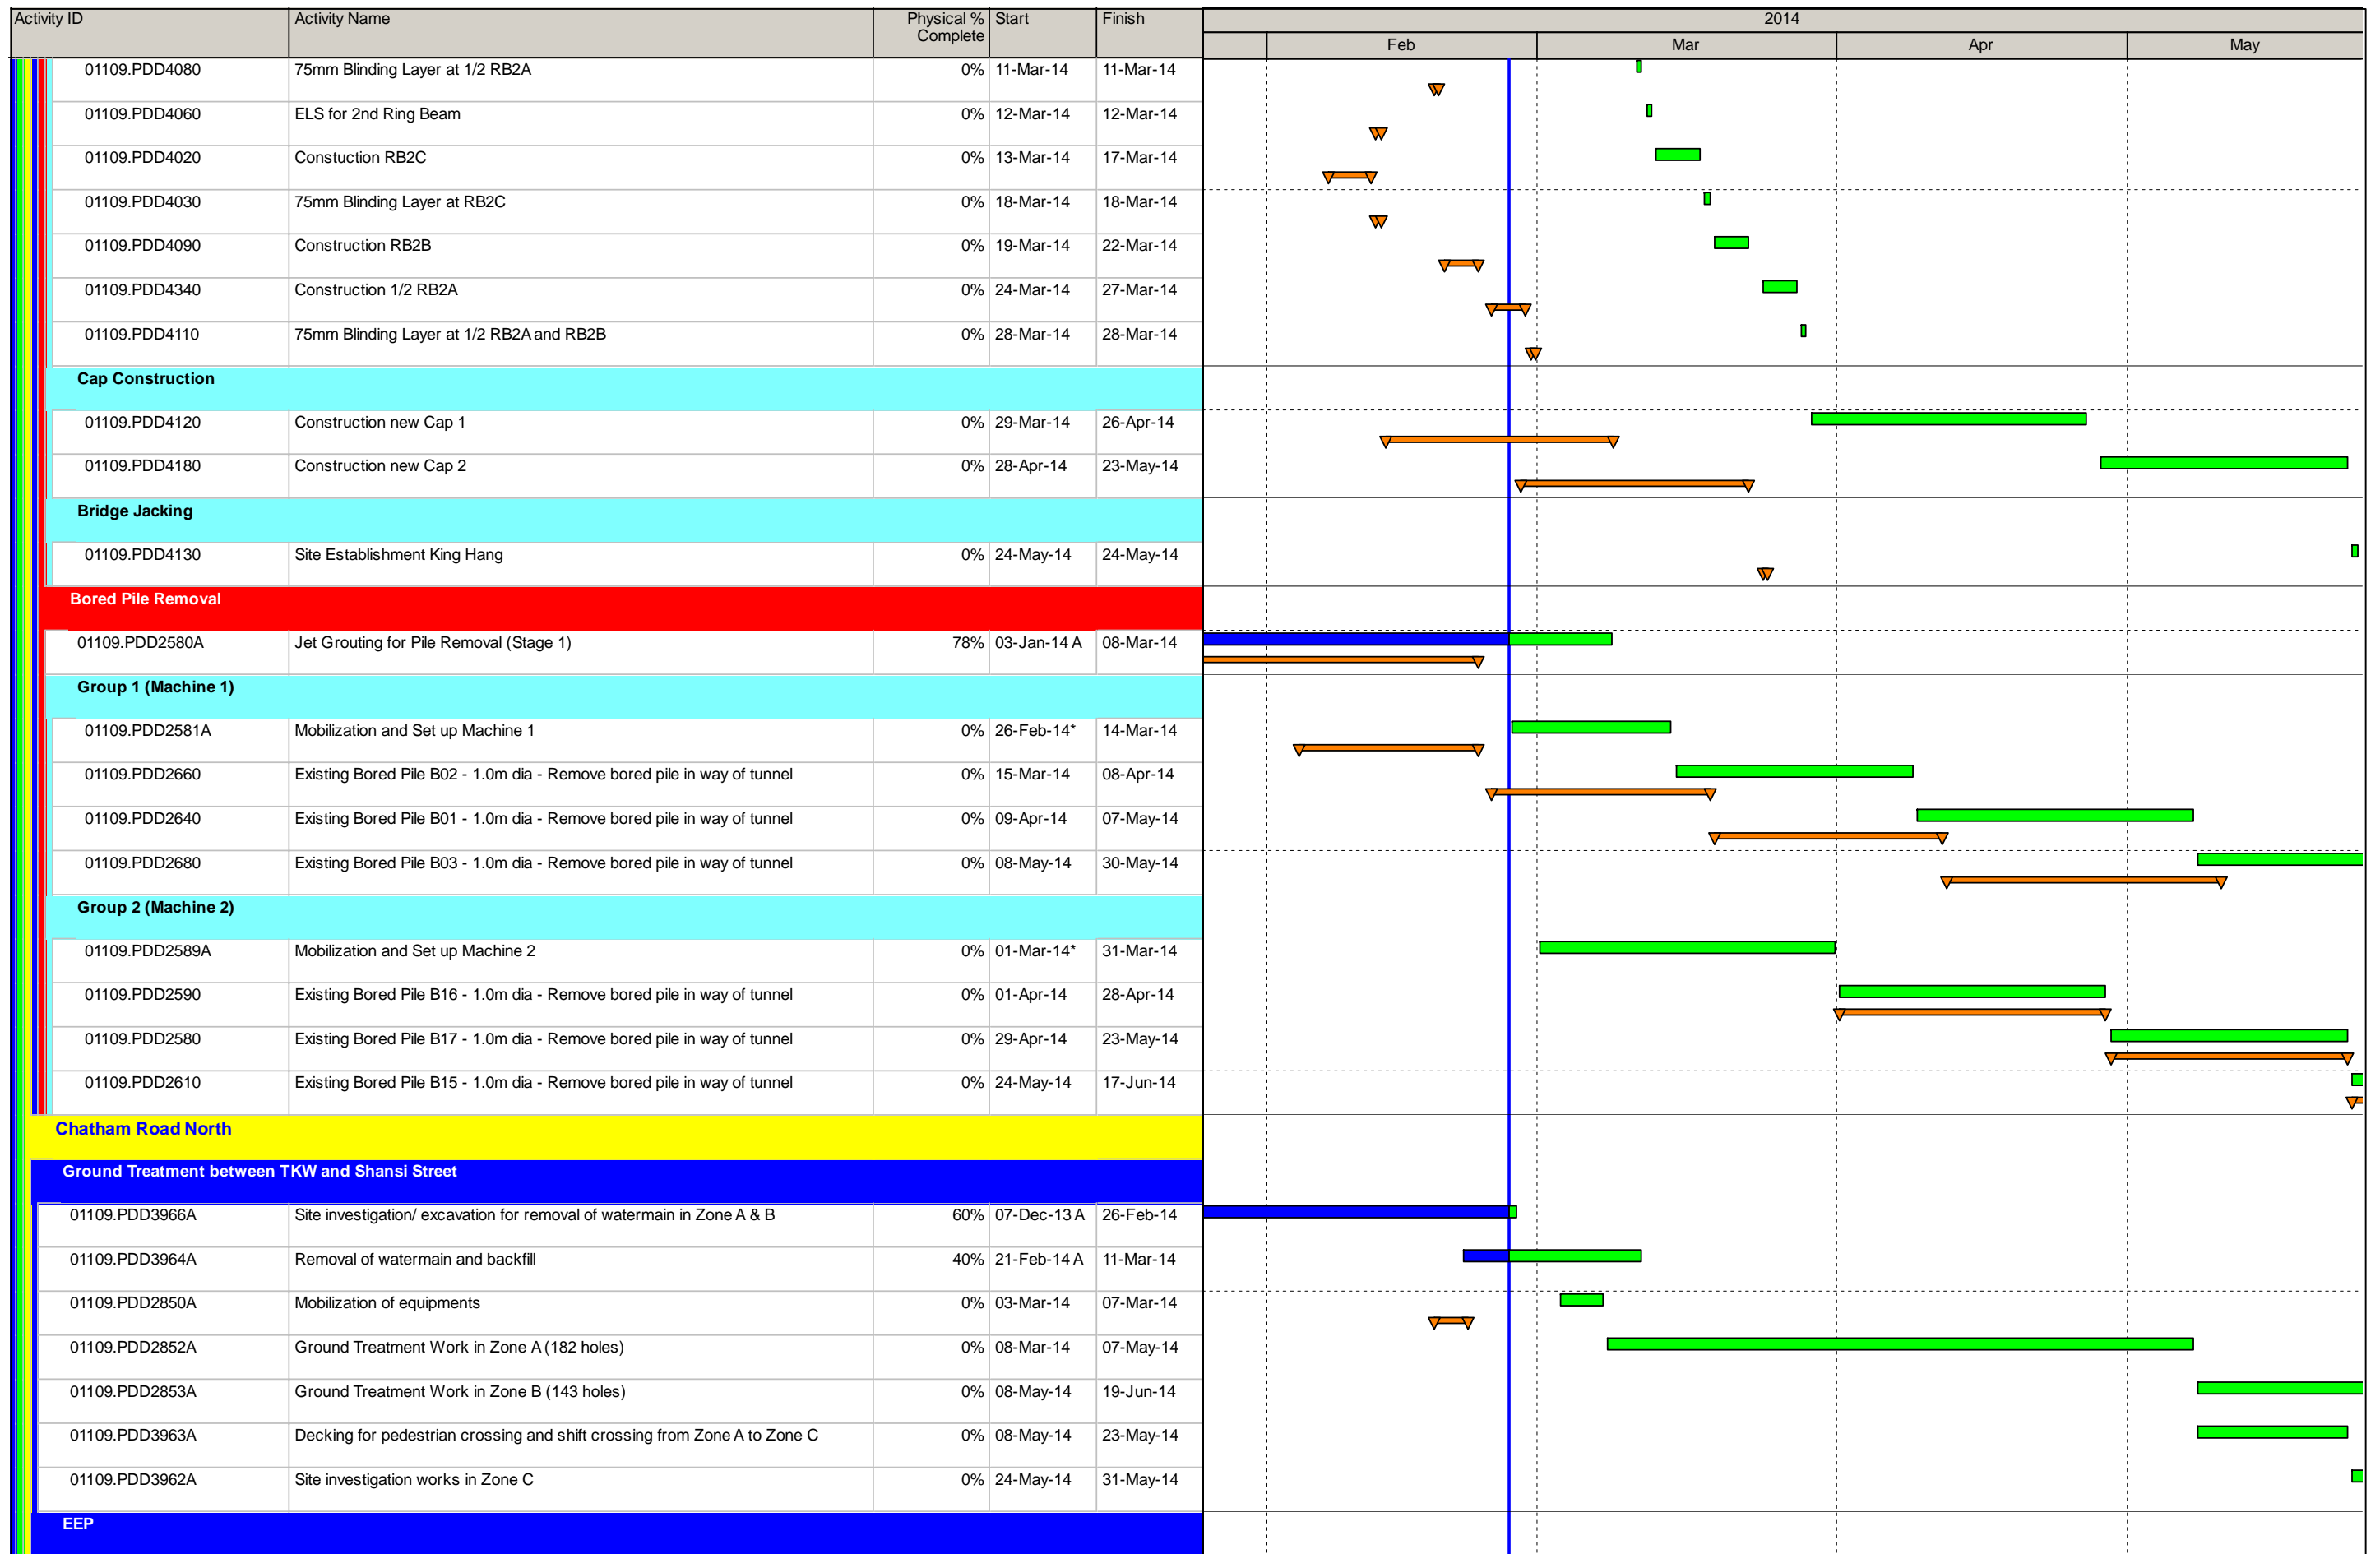 Activity ID Activity Name Physical % Complete Start Finish 2014
Feb Mar Apr May
01109.PDD4080 75mm Blinding Layer at 1/2 RB2A 0% 11-Mar-14 11-Mar-14
01109.PDD4060 ELS for 2nd Ring Beam 0% 12-Mar-14 12-Mar-14
01109.PDD4020 Constuction RB2C 0% 13-Mar-14 17-Mar-14
01109.PDD4030 75mm Blinding Layer at RB2C 0% 18-Mar-14 18-Mar-14
01109.PDD4090 Construction RB2B 0% 19-Mar-14 22-Mar-14
01109.PDD4340 Construction 1/2 RB2A 0% 24-Mar-14 27-Mar-14
01109.PDD4110 75mm Blinding Layer at 1/2 RB2A and RB2B 0% 28-Mar-14 28-Mar-14
Cap Construction
01109.PDD4120 Construction new Cap 1 0% 29-Mar-14 26-Apr-14
01109.PDD4180 Construction new Cap 2 0% 28-Apr-14 23-May-14
Bridge Jacking
01109.PDD4130 Site Establishment King Hang 0% 24-May-14 24-May-14
Bored Pile Removal
01109.PDD2580A Jet Grouting for Pile Removal (Stage 1) 78% 03-Jan-14 A 08-Mar-14
Group 1 (Machine 1)
01109.PDD2581A Mobilization and Set up Machine 1 0% 26-Feb-14* 14-Mar-14
01109.PDD2660 Existing Bored Pile B02 - 1.0m dia - Remove bored pile in way of tunnel 0% 15-Mar-14 08-Apr-14
01109.PDD2640 Existing Bored Pile B01 - 1.0m dia - Remove bored pile in way of tunnel 0% 09-Apr-14 07-May-14
01109.PDD2680 Existing Bored Pile B03 - 1.0m dia - Remove bored pile in way of tunnel 0% 08-May-14 30-May-14
Group 2 (Machine 2)
01109.PDD2589A Mobilization and Set up Machine 2 0% 01-Mar-14* 31-Mar-14
01109.PDD2590 Existing Bored Pile B16 - 1.0m dia - Remove bored pile in way of tunnel 0% 01-Apr-14 28-Apr-14
01109.PDD2580 Existing Bored Pile B17 - 1.0m dia - Remove bored pile in way of tunnel 0% 29-Apr-14 23-May-14
01109.PDD2610 Existing Bored Pile B15 - 1.0m dia - Remove bored pile in way of tunnel 0% 24-May-14 17-Jun-14
Chatham Road North
Ground Treatment between TKW and Shansi Street
01109.PDD3966A Site investigation/ excavation for removal of watermain in Zone A & B 60% 07-Dec-13 A 26-Feb-14
01109.PDD3964A Removal of watermain and backfill 40% 21-Feb-14 A 11-Mar-14
01109.PDD2850A Mobilization of equipments 0% 03-Mar-14 07-Mar-14
01109.PDD2852A Ground Treatment Work in Zone A (182 holes) 0% 08-Mar-14 07-May-14
01109.PDD2853A Ground Treatment Work in Zone B (143 holes) 0% 08-May-14 19-Jun-14
01109.PDD3963A Decking for pedestrian crossing and shift crossing from Zone A to Zone C 0% 08-May-14 23-May-14
01109.PDD3962A Site investigation works in Zone C 0% 24-May-14 31-May-14
EEP